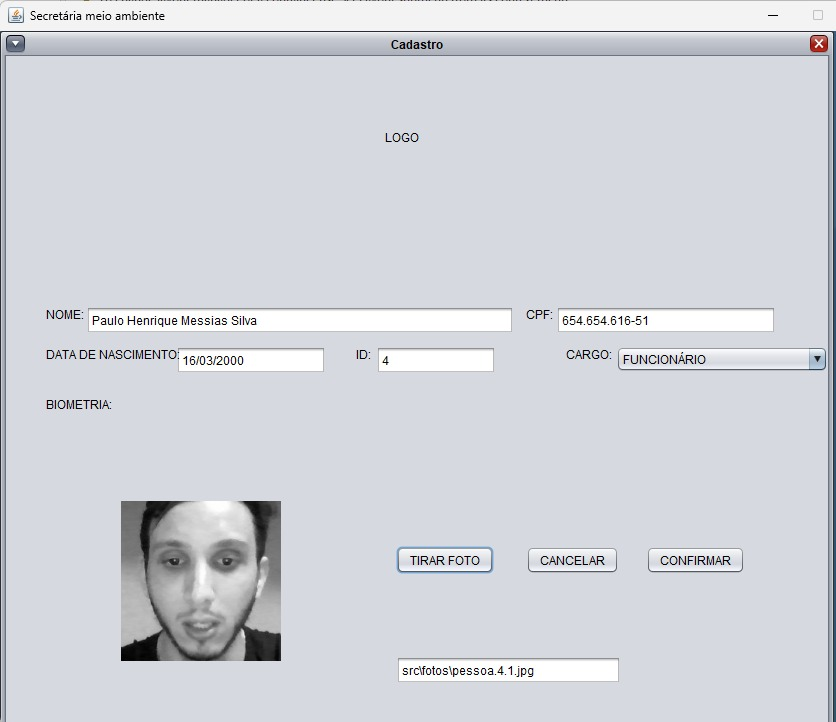 Secretária meio ambiente
Cadastro
LOGO
NOME: Paulo Henrique Messias Silva CPF: 654.654.616-51
DATA DE NASCIMENTO: 16/03/2000 ID: 4 CARGO: FUNCIONÁRIO
BIOMETRIA:
TIRAR FOTO CANCELAR CONFIRMAR
src\fotos\pessoa.4.1.jpg